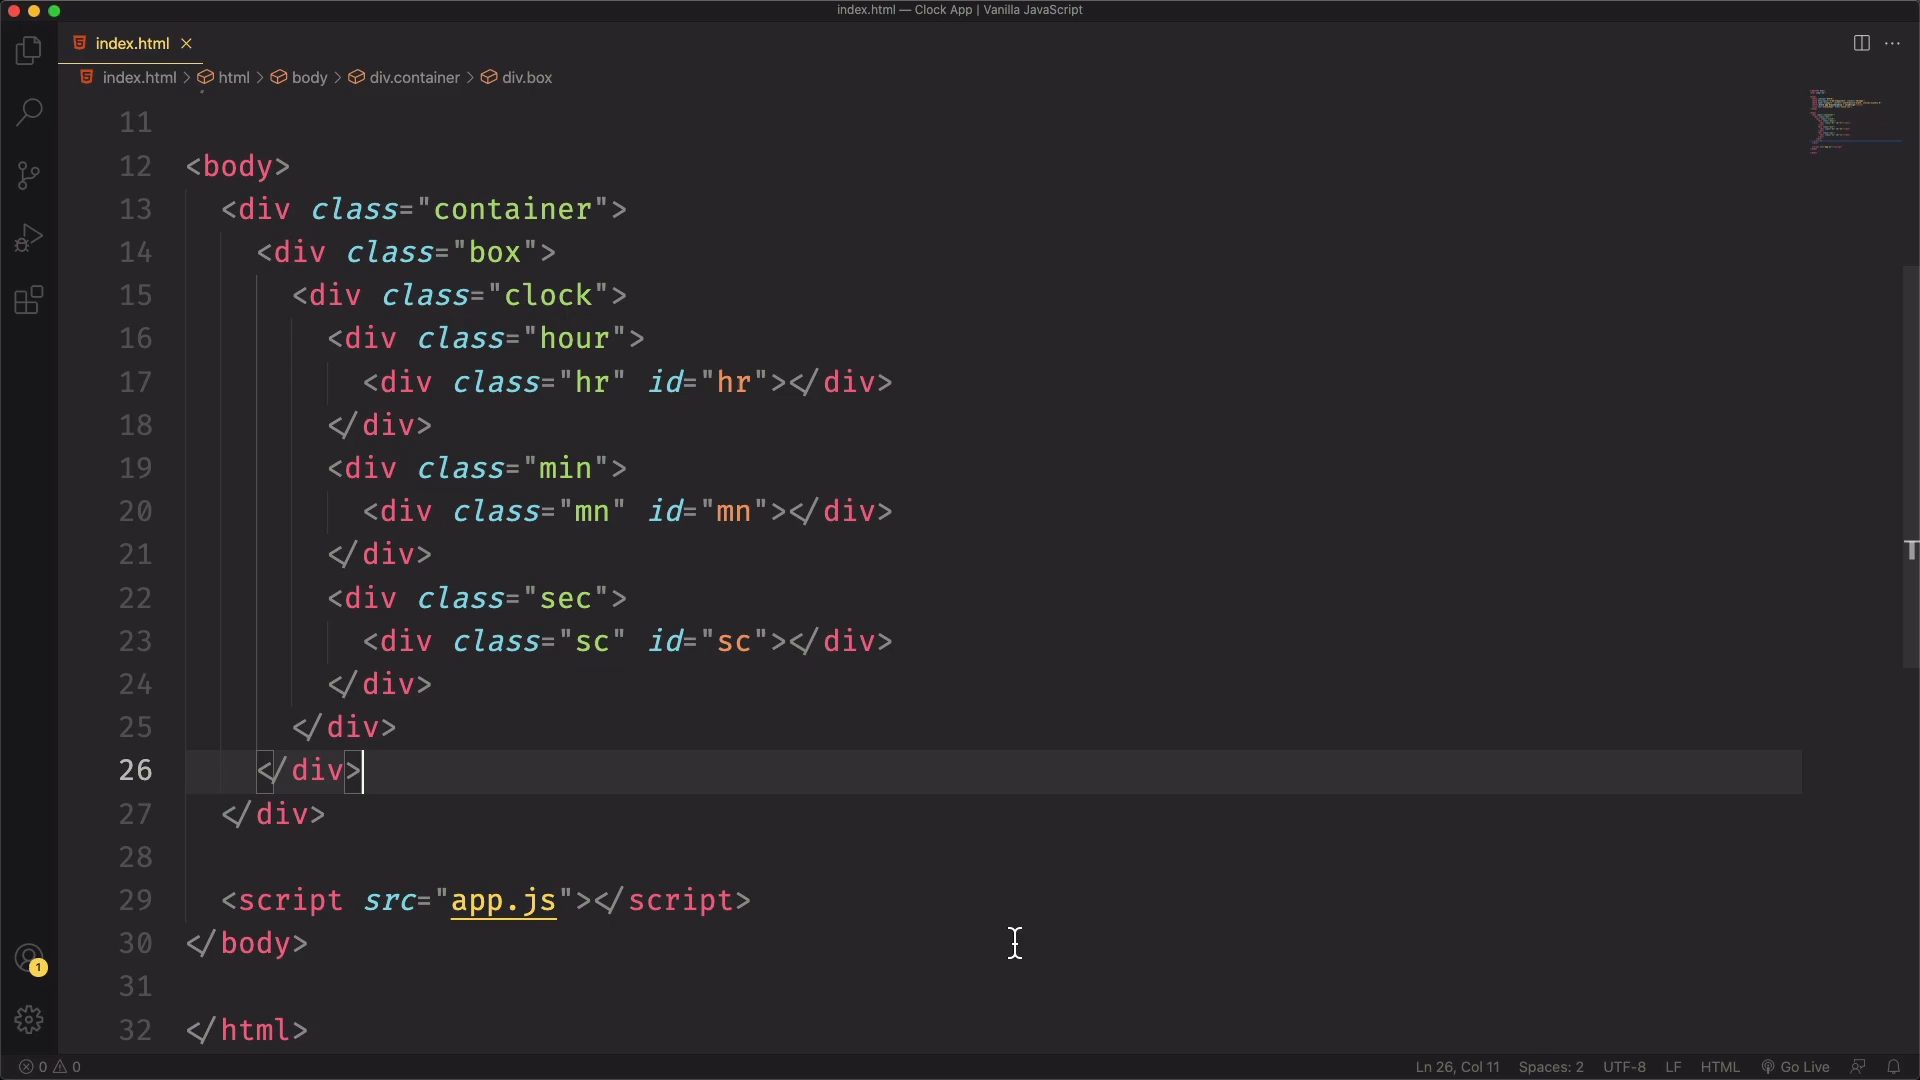 index.html — Clock App | Vanilla JavaScript
index.html
index.html > html > body > div.container > div.box
11
12 <body>
13 <div class="container">
14 <div class="box">
15 <div class="clock">
16 <div class="hour">
17 <div class="hr" id="hr"></div>
18 </div>
19 <div class="min">
20 <div class="mn" id="mn"></div>
21 </div>
22 <div class="sec">
23 <div class="sc" id="sc"></div>
24 </div>
25 </div>
26 </div>
27 </div>
28
29 <script src="app.js"></script>
30 </body>
31
32 </html>
1
0 0 Ln 26, Col 11 Spaces: 2 UTF-8 LF HTML Go Live